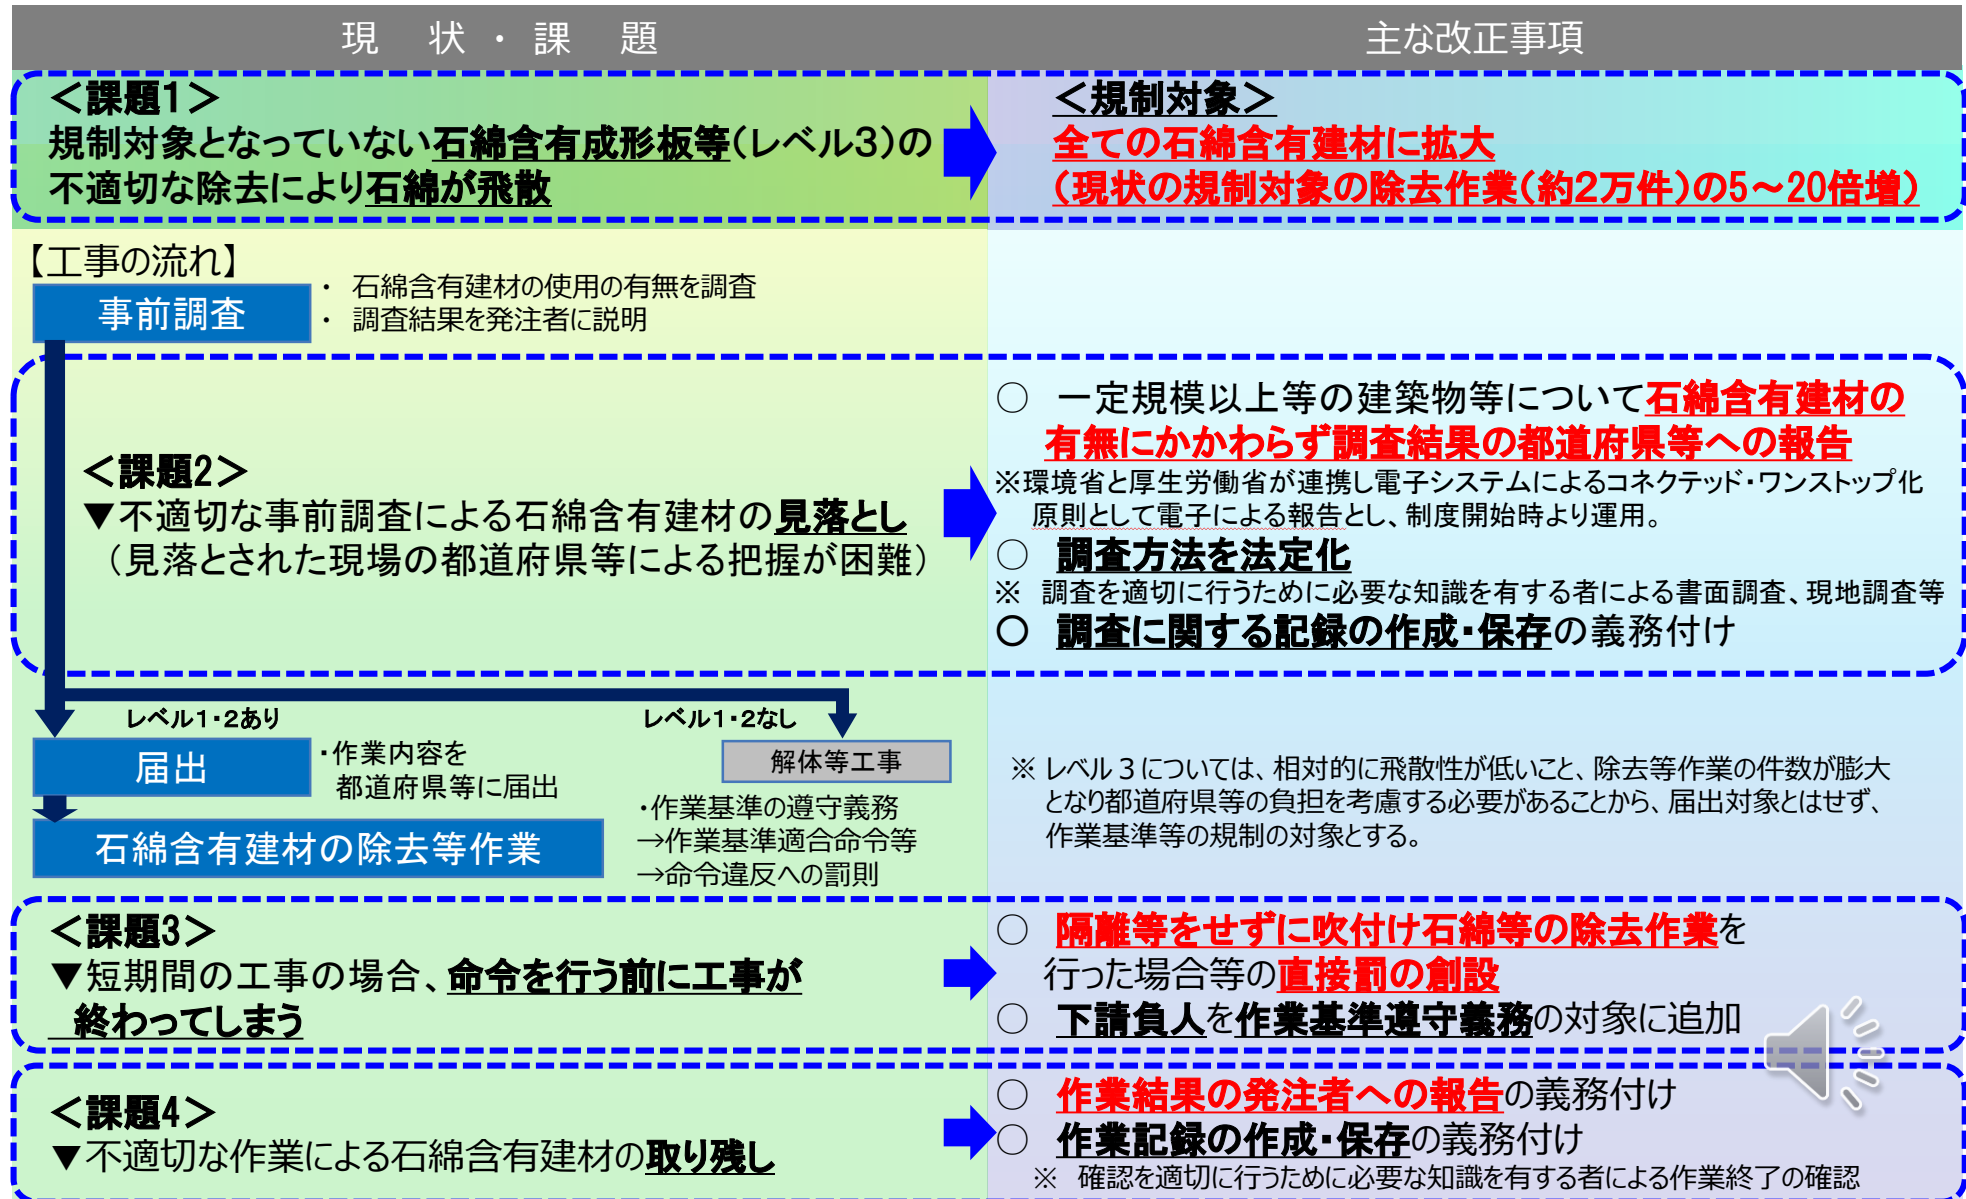 現　状・課　題
主な改正事項
＜課題1＞
規制対象となっていない石綿含有成形板等(レベル3)の
不適切な除去により石綿が飛散
＜規制対象＞
全ての石綿含有建材に拡大
（現状の規制対象の除去作業（約2万件）の5～20倍増）
【工事の流れ】
事前調査
・ 石綿含有建材の使用の有無を調査
・ 調査結果を発注者に説明
＜課題2＞
▼不適切な事前調査による石綿含有建材の見落とし
（見落とされた現場の都道府県等による把握が困難）
○ 一定規模以上等の建築物等について石綿含有建材の
有無にかかわらず調査結果の都道府県等への報告
※環境省と厚生労働省が連携し電子システムによるコネクテッド・ワンストップ化
原則として電子による報告とし、制度開始時より運用。
○ 調査方法を法定化
※ 調査を適切に行うために必要な知識を有する者による書面調査、現地調査等
○ 調査に関する記録の作成・保存の義務付け
レベル1・2あり
レベル1・2なし
届出
・作業内容を
都道府県等に届出
解体等工事
石綿含有建材の除去等作業
・作業基準の遵守義務
→作業基準適合命令等
→命令違反への罰則
※ レベル３については、相対的に飛散性が低いこと、除去等作業の件数が膨大
となり都道府県等の負担を考慮する必要があることから、届出対象とはせず、
作業基準等の規制の対象とする。
＜課題3＞
▼短期間の工事の場合、命令を行う前に工事が
終わってしまう
○ 隔離等をせずに吹付け石綿等の除去作業を
行った場合等の直接罰の創設
○ 下請負人を作業基準遵守義務の対象に追加
＜課題4＞
▼不適切な作業による石綿含有建材の取り残し
○ 作業結果の発注者への報告の義務付け
○ 作業記録の作成・保存の義務付け
※ 確認を適切に行うために必要な知識を有する者による作業終了の確認